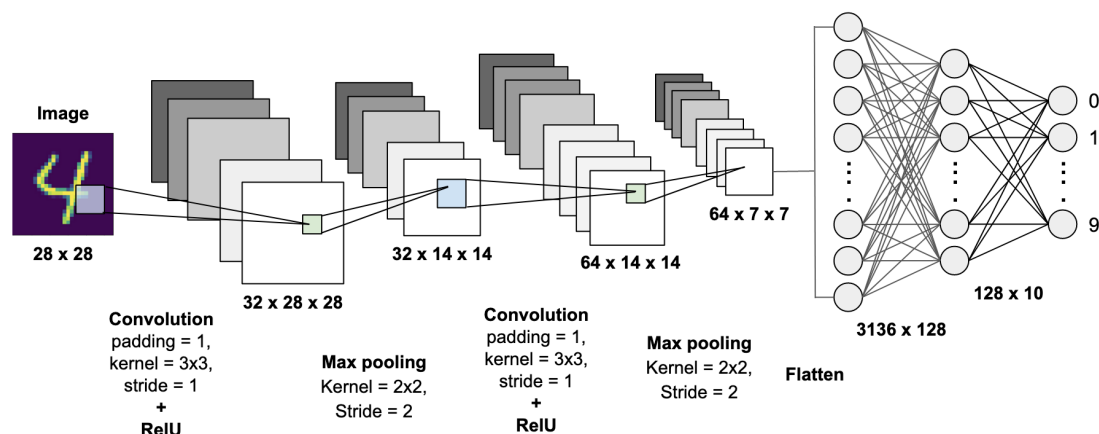 Image
28 x 28
32 x 28 x 28
Convolution
padding = 1,
kernel = 3x3,
stride = 1
+
RelU
32 x 14 x 14
Max pooling
Kernel = 2x2,
Stride = 2
64 x 14 x 14
Convolution
padding = 1,
kernel = 3x3,
stride = 1
+
RelU
64 x 7 x 7
Max pooling
Kernel = 2x2,
Stride = 2
Flatten
3136 x 128
128 x 10
0
1
9